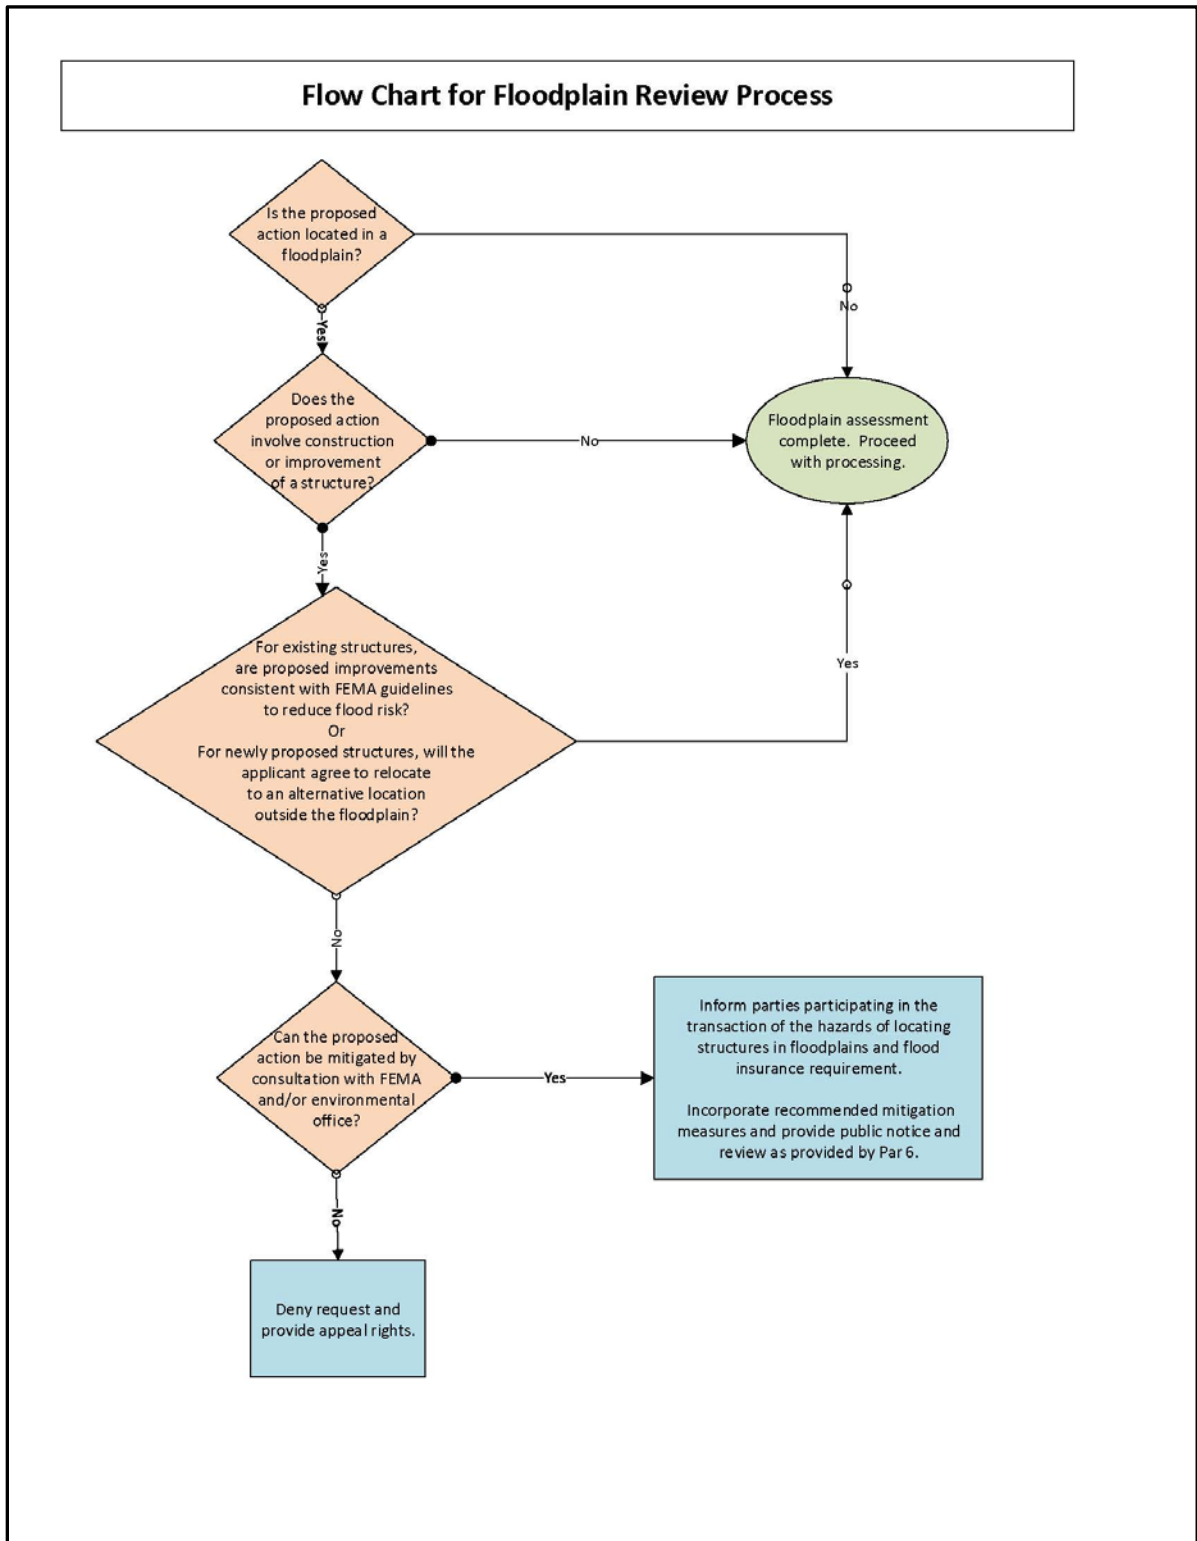 Flow Chart for Floodplain Review Process
Is the proposed
action located in a
floodplain?
No
Yes
Does the
proposed action
involve construction
or improvement
of a structure?
No
Floodplain assessment
complete. Proceed
with processing.
Yes
For existing structures,
are proposed improvements
consistent with FEMA guidelines
to reduce flood risk?
Or
For newly proposed structures, will the
applicant agree to relocate
to an alternative location
outside the floodplain?
Yes
No
Can the proposed
action be mitigated by
consultation with FEMA
and/or environmental
office?
Yes
Inform parties participating in the
transaction of the hazards of locating
structures in floodplains and flood
insurance requirement.
Incorporate recommended mitigation
measures and provide public notice and
review as provided by Par 6.
No
Deny request and
provide appeal rights.